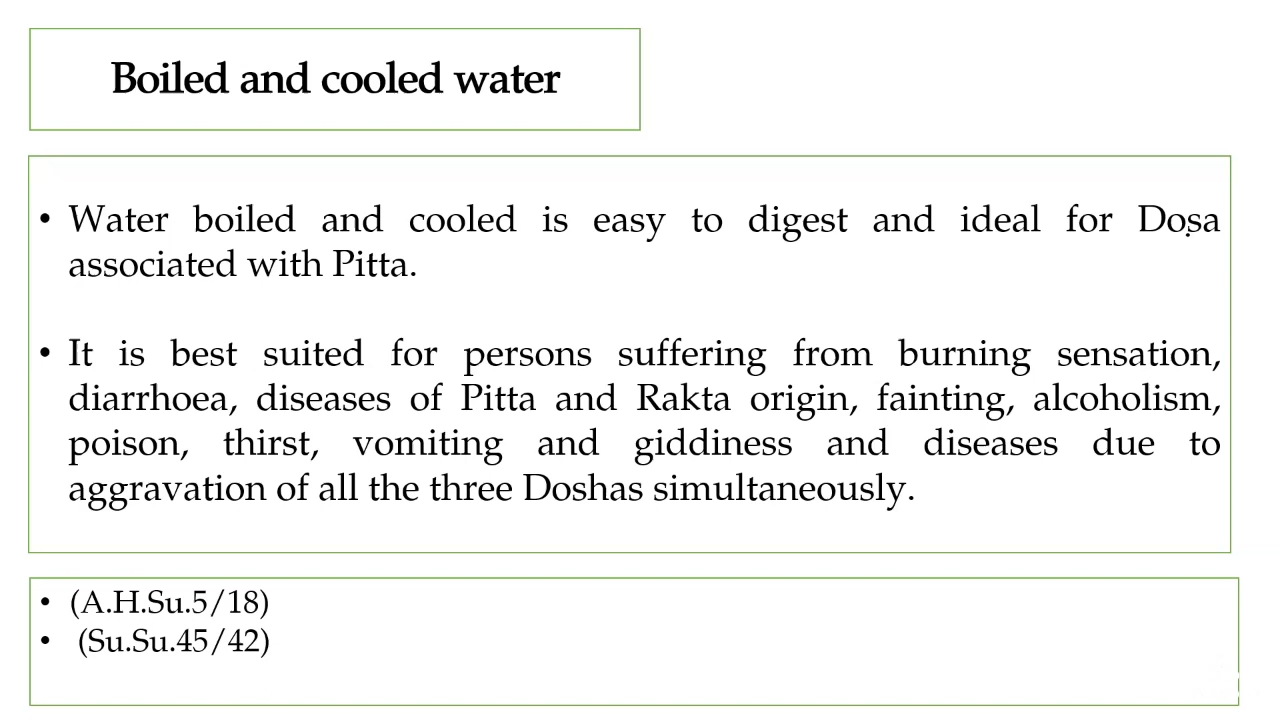 Boiled and cooled water
• Water boiled and cooled is easy to digest and ideal for Doṣa
associated with Pitta.
• It is best suited for persons suffering from burning sensation,
diarrhoea, diseases of Pitta and Rakta origin, fainting, alcoholism,
poison, thirst, vomiting and giddiness and diseases due to
aggravation of all the three Doshas simultaneously.
• (A.H.Su.5/18)
• (Su.Su.45/42)